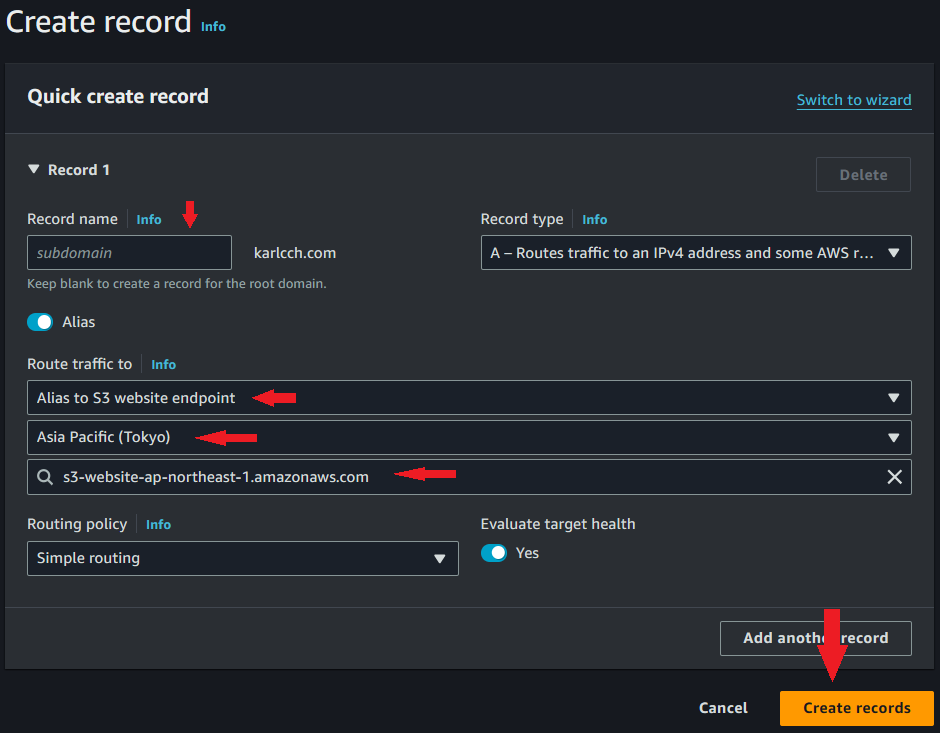 Create record Info
Quick create record
Switch to wizard
Record 1
Delete
Record name Info
Record type Info
subdomain
karlcch.com
A – Routes traffic to an IPv4 address and some AWS r...
Keep blank to create a record for the root domain.
Alias
Route traffic to Info
Alias to S3 website endpoint
Asia Pacific (Tokyo)
s3-website-ap-northeast-1.amazonaws.com
Routing policy Info
Evaluate target health
Simple routing
Yes
Add another record
Cancel
Create records